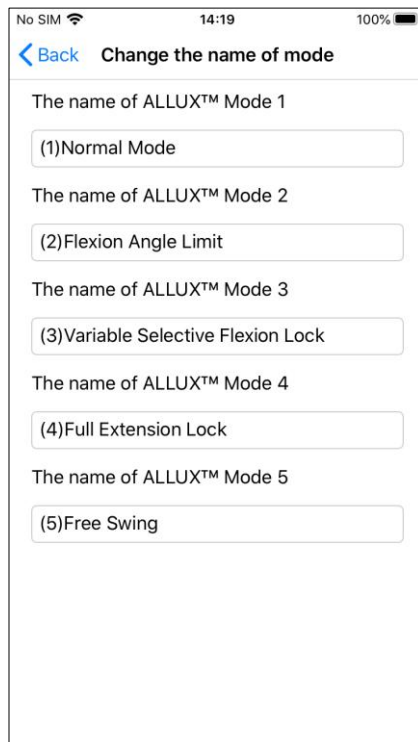 No SIM 14:19 100%
Back Change the name of mode
The name of ALLUX™ Mode 1
(1)Normal Mode
The name of ALLUX™ Mode 2
(2)Flexion Angle Limit
The name of ALLUX™ Mode 3
(3)Variable Selective Flexion Lock
The name of ALLUX™ Mode 4
(4)Full Extension Lock
The name of ALLUX™ Mode 5
(5)Free Swing